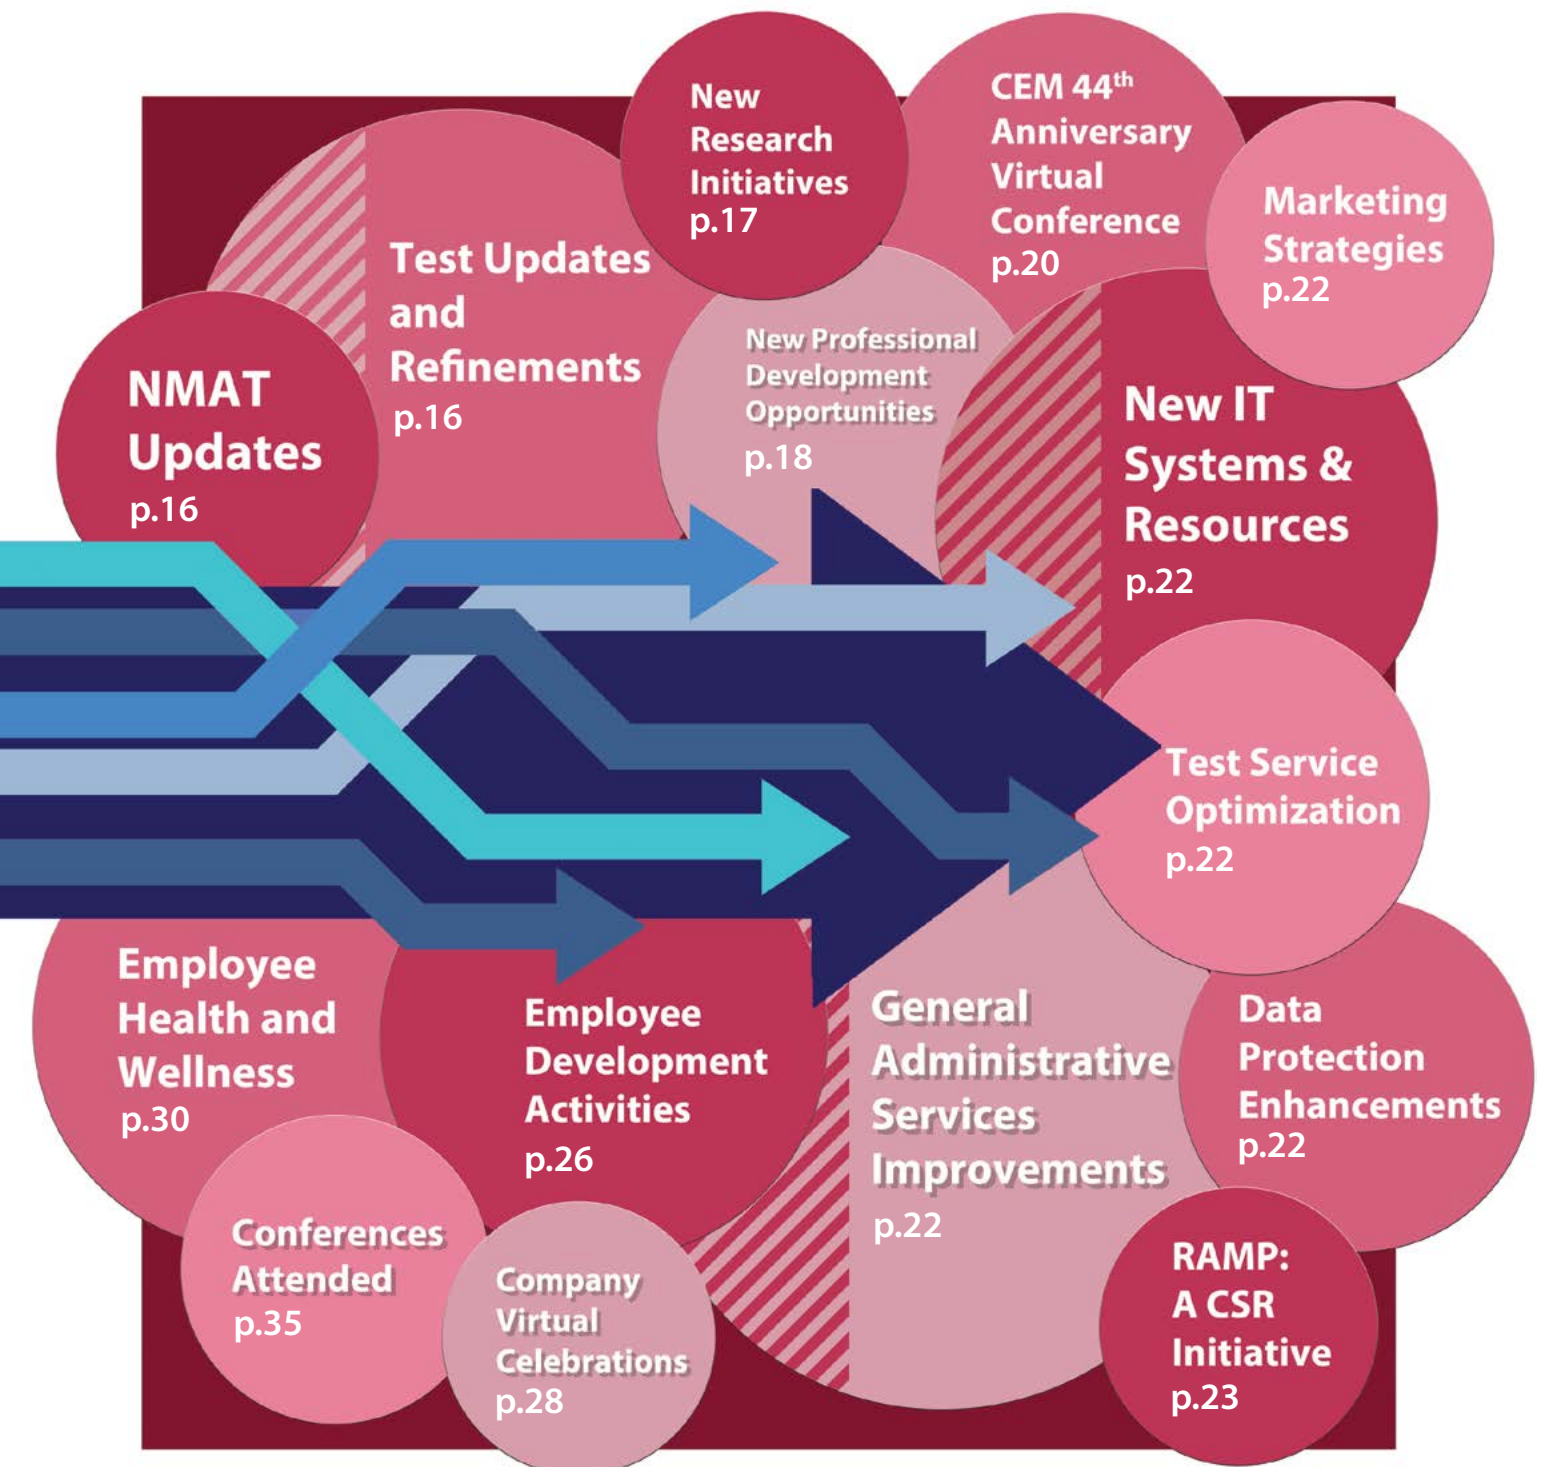 New
Research
Initiatives
p.17
CEM 44th
Anniversary
Virtual
Conference
p.20
Marketing
Strategies
p.22
Test Updates
and
Refinements
p.16
NMAT
Updates
p.16
New Professional
Development
Opportunities
p.18
New IT
Systems &
Resources
p.22
Test Service
Optimization
p.22
Employee
Health and
Wellness
p.30
Employee
Development
Activities
p.26
General
Administrative
Services
Improvements
p.22
Data
Protection
Enhancements
p.22
Conferences
Attended
p.35
Company
Virtual
Celebrations
p.28
RAMP:
A CSR
Initiative
p.23